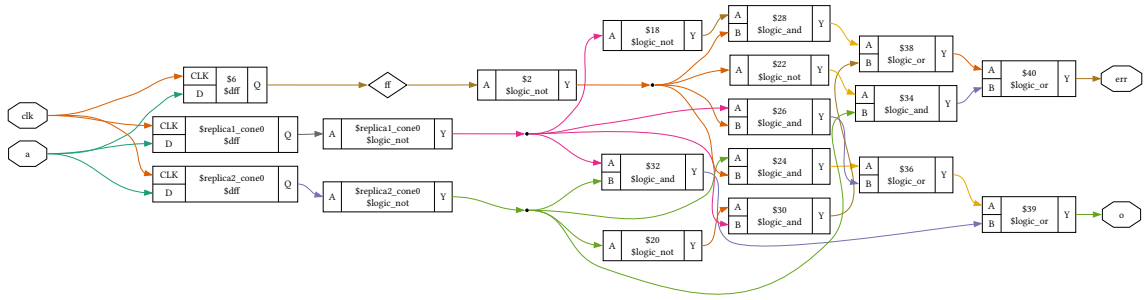 clk
a
CLK
D
$6
$dff
Q
CLK
D
$replica1_cone0
$dff
Q
CLK
D
$replica2_cone0
$dff
Q
ff
A
$replica1_cone0
$logic_not
Y
A
$replica2_cone0
$logic_not
Y
A
$2
$logic_not
Y
A
$18
$logic_not
Y
A
B
$32
$logic_and
Y
A
$20
$logic_not
Y
A
B
$28
$logic_and
Y
A
$22
$logic_not
Y
A
B
$26
$logic_and
Y
A
B
$24
$logic_and
Y
A
B
$30
$logic_and
Y
A
B
$38
$logic_or
Y
A
B
$34
$logic_and
Y
A
B
$36
$logic_or
Y
A
B
$40
$logic_or
Y
A
B
$39
$logic_or
Y
err
o